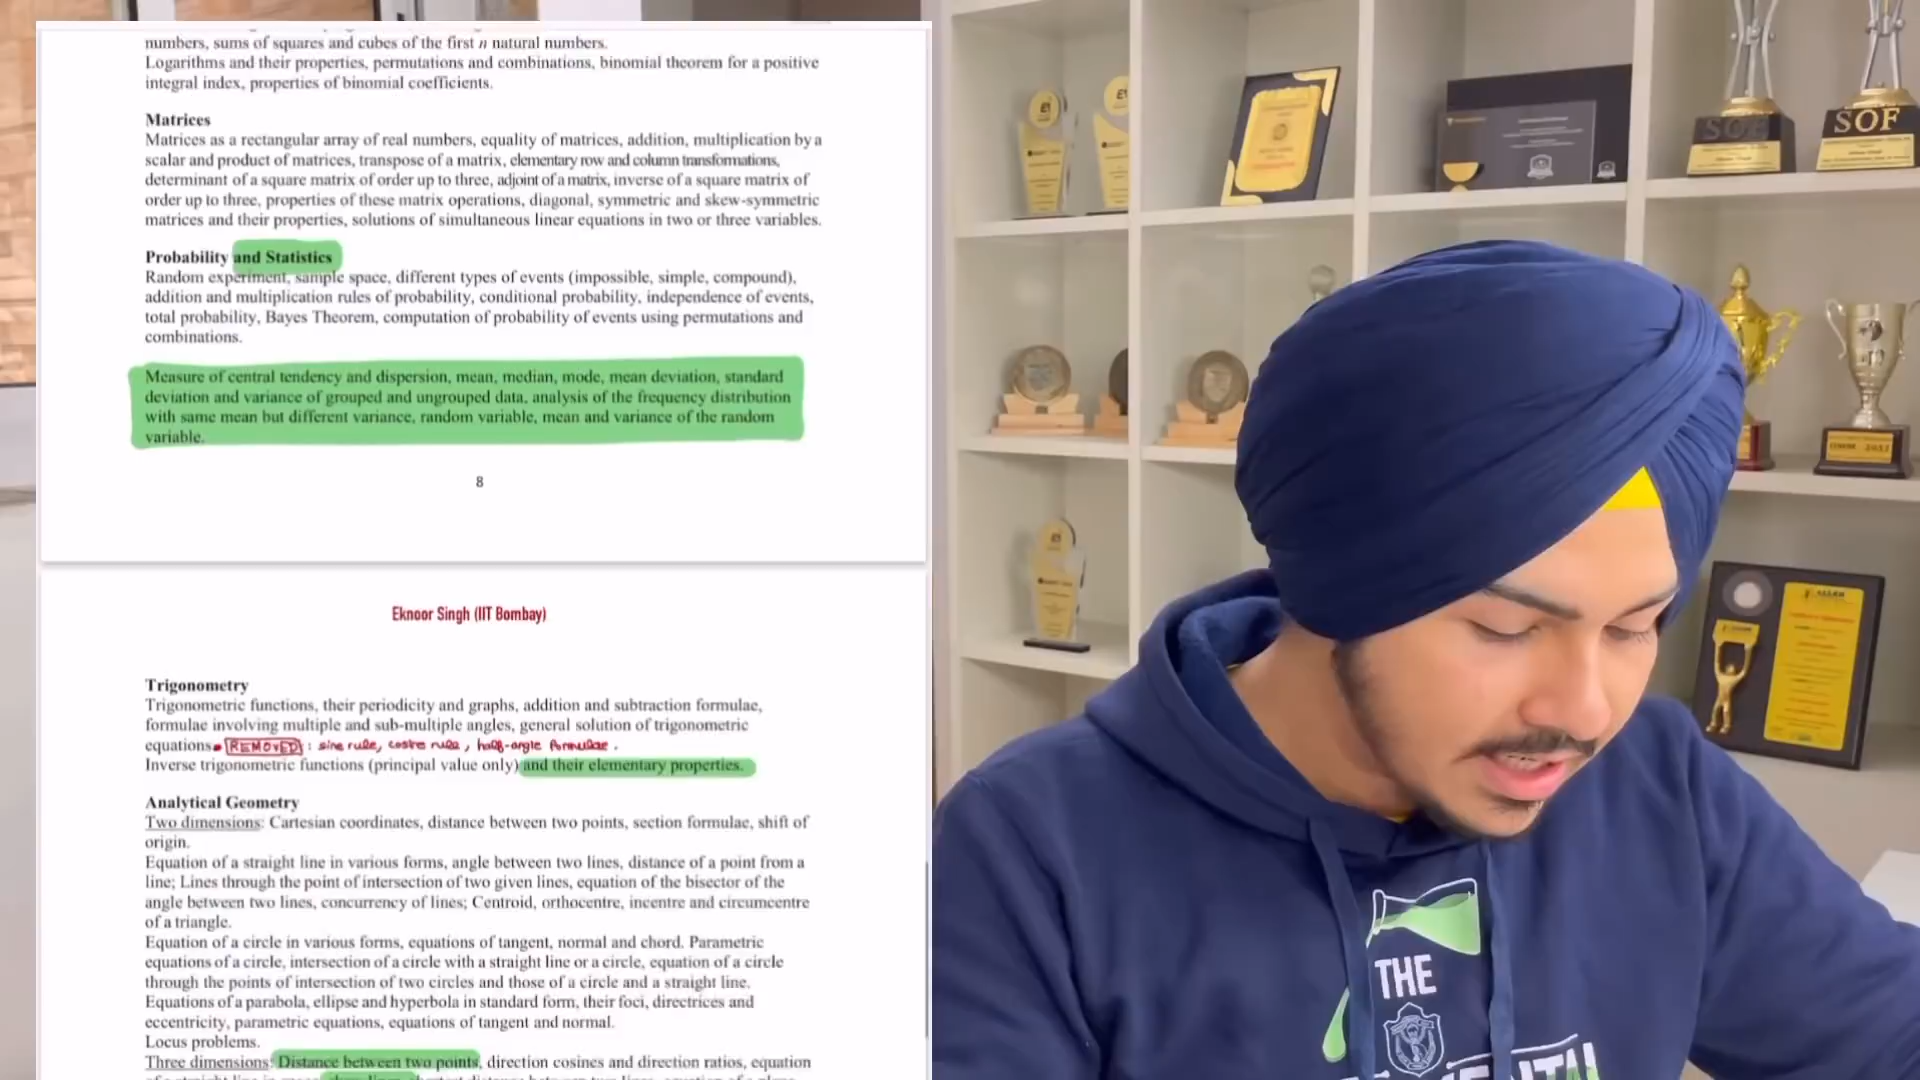 numbers, sums of squares and cubes of the first n natural numbers.
Logarithms and their properties, permutations and combinations, binomial theorem for a positive
integral index, properties of binomial coefficients.
Matrices
Matrices as a rectangular array of real numbers, equality of matrices, addition, multiplication by a
scalar and product of matrices, transpose of a matrix, elementary row and column transformations,
determinant of a square matrix of order up to three, adjoint of a matrix, inverse of a square matrix of
order up to three, properties of these matrix operations, diagonal, symmetric and skew-symmetric
matrices and their properties, solutions of simultaneous linear equations in two or three variables.
Probability and Statistics
Random experiment, sample space, different types of events (impossible, simple, compound),
addition and multiplication rules of probability, conditional probability, independence of events,
total probability, Bayes Theorem, computation of probability of events using permutations and
combinations.
Measure of central tendency and dispersion, mean, median, mode, mean deviation, standard
deviation and variance of grouped and ungrouped data, analysis of the frequency distribution
with same mean but different variance, random variable, mean and variance of the random
variable.
8
Eknoor Singh (IIT Bombay)
Trigonometry
Trigonometric functions, their periodicity and graphs, addition and subtraction formulae,
formulae involving multiple and sub-multiple angles, general solution of trigonometric
equations. REMOVED : sine rule, cosine rule, half-angle formulae.
Inverse trigonometric functions (principal value only) and their elementary properties.
Analytical Geometry
Two dimensions: Cartesian coordinates, distance between two points, section formulae, shift of
origin.
Equation of a straight line in various forms, angle between two lines, distance of a point from a
line; Lines through the point of intersection of two given lines, equation of the bisector of the
angle between two lines, concurrency of lines; Centroid, orthocentre, incentre and circumcentre
of a triangle.
Equation of a circle in various forms, equations of tangent, normal and chord. Parametric
equations of a circle, intersection of a circle with a straight line or a circle, equation of a circle
through the points of intersection of two circles and those of a circle and a straight line.
Equations of a parabola, ellipse and hyperbola in standard form, their foci, directrices and
eccentricity, parametric equations, equations of tangent and normal.
Locus problems.
Three dimensions: Distance between two points, direction cosines and direction ratios, equation
SOF
SOF
THE